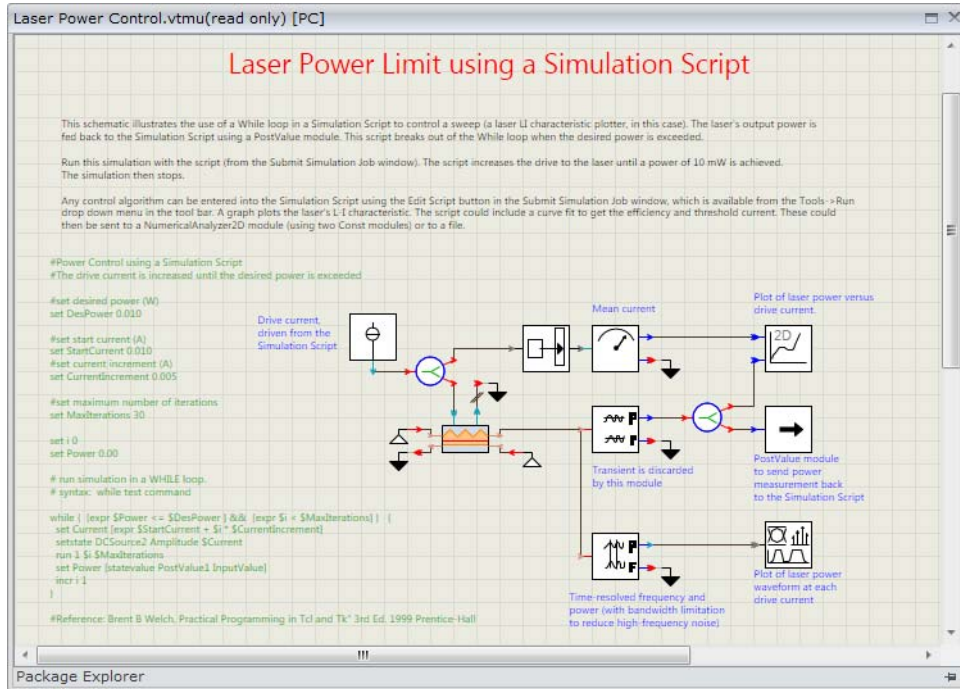 Laser Power Control.vtmu(read only) [PC]
Laser Power Limit using a Simulation Script
This schematic illustrates the use of a While loop in a Simulation Script to control a sweep (a laser LI characteristic plotter, in this case). The laser's output power is
fed back to the Simulation Script using a PostValue module. This script breaks out of the While loop when the desired power is exceeded.
Run this simulation with the script (from the Submit Simulation Job window). The script increases the drive to the laser until a power of 10 mW is achieved.
The simulation then stops.
Any control algorithm can be entered into the Simulation Script using the Edit Script button in the Submit Simulation Job window, which is available from the Tools->Run
drop down menu in the tool bar. A graph plots the laser's L-I characteristic. The script could include a curve fit to get the efficiency and threshold current. These could
then be sent to a NumericalAnalyzer2D module (using two Const modules) or to a file.
#Power Control using a Simulation Script
#The drive current is increased until the desired power is exceeded
#set desired power (W)
set DesPower 0.010
#set start current (A)
set StartCurrent 0.010
#set current increment (A)
set CurrentIncrement 0.005
#set maximum number of iterations
set MaxIterations 30
set i 0
set Power 0.00
# run simulation in a WHILE loop.
# syntax: while test command
while { [expr $Power <= $DesPower ] && [expr $i < $MaxIterations] } {
set Current [expr $StartCurrent + $i * $CurrentIncrement]
setstate DCSource2 Amplitude $Current
run 1 $i $MaxIterations
set Power [statevalue PostValue1 InputValue]
incr i 1
}
#Reference: Brent B Welch, Practical Programming in Tcl and Tk" 3rd Ed. 1999 Prentice-Hall
Drive current,
driven from the
Simulation Script
Mean current
Plot of laser power versus
drive current.
2D
P
F
Transient is discarded
by this module
PostValue module
to send power
measurement back
to the Simulation Script
P
F
Time-resolved frequency and
power (with bandwidth limitation
to reduce high-frequency noise)
Plot of laser power
waveform at each
drive current
Package Explorer